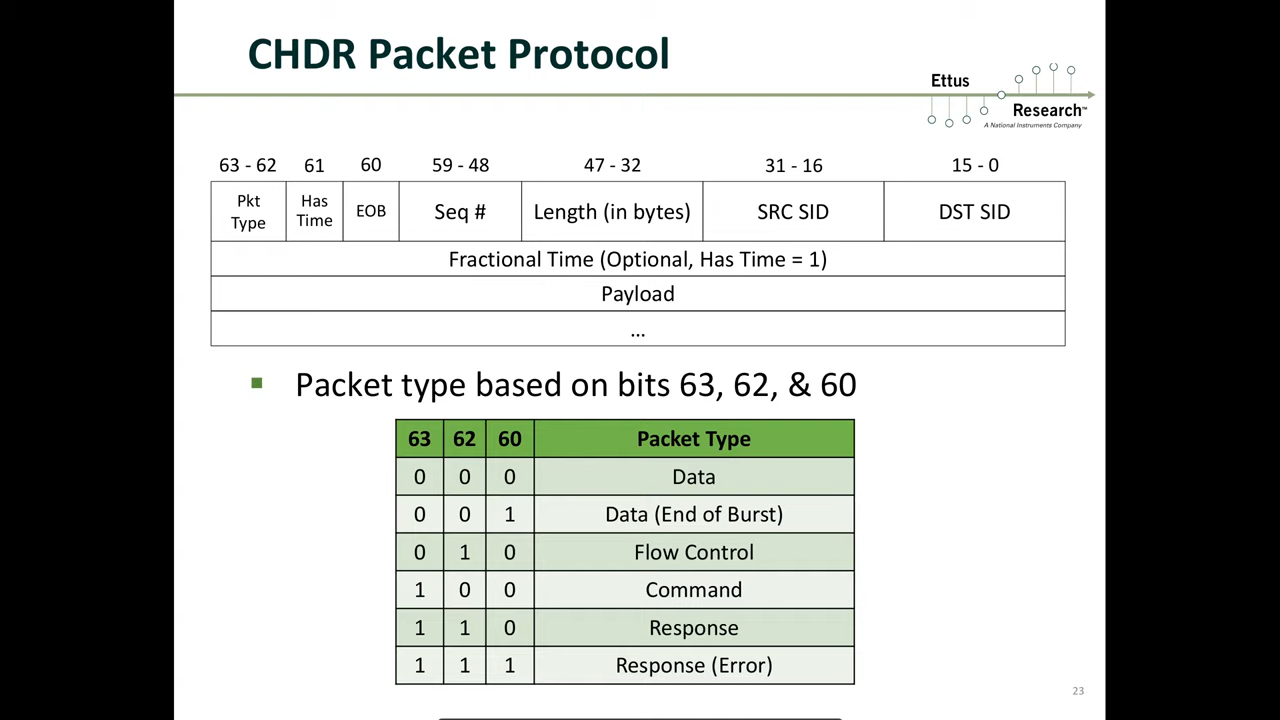 CHDR Packet Protocol
Ettus
Research™
A National Instruments Company
63 - 62 61 60 59 - 48 47 - 32 31 - 16 15 - 0
Pkt Type Has Time EOB Seq # Length (in bytes) SRC SID DST SID
Fractional Time (Optional, Has Time = 1)
Payload
...
▪ Packet type based on bits 63, 62, & 60
63 62 60 Packet Type
0 0 0 Data
0 0 1 Data (End of Burst)
0 1 0 Flow Control
1 0 0 Command
1 1 0 Response
1 1 1 Response (Error)
23